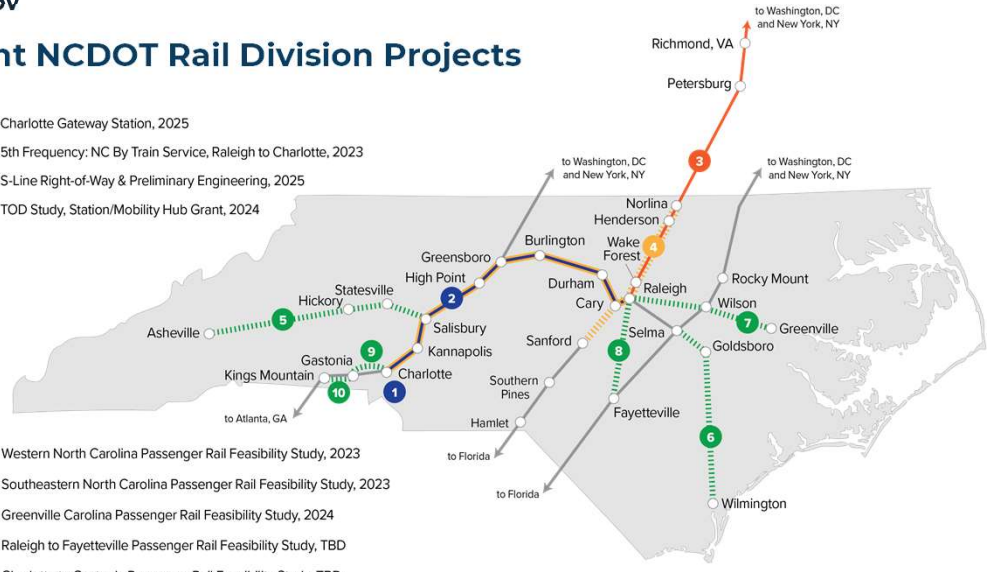 nt NCDOT Rail Division Projects
Charlotte Gateway Station, 2025
5th Frequency: NC By Train Service, Raleigh to Charlotte, 2023
S-Line Right-of-Way & Preliminary Engineering, 2025
TOD Study, Station/Mobility Hub Grant, 2024
to Washington, DC
and New York, NY
Richmond, VA
Petersburg
3
to Washington, DC
and New York, NY
to Washington, DC
and New York, NY
Norlina
Henderson
Wake
Forest
4
Burlington
Greensboro
High Point
Durham
Raleigh
Rocky Mount
Cary
2
Statesville
Hickory
5
Asheville
Salisbury
Wilson
7
Greenville
Selma
Goldsboro
Sanford
8
Kannapolis
9
Gastonia
Kings Mountain
Charlotte
10
1
Southern
Pines
Fayetteville
to Atlanta, GA
Hamlet
to Florida
6
to Florida
Wilmington
Western North Carolina Passenger Rail Feasibility Study, 2023
Southeastern North Carolina Passenger Rail Feasibility Study, 2023
Greenville Carolina Passenger Rail Feasibility Study, 2024
Raleigh to Fayetteville Passenger Rail Feasibility Study, TBD